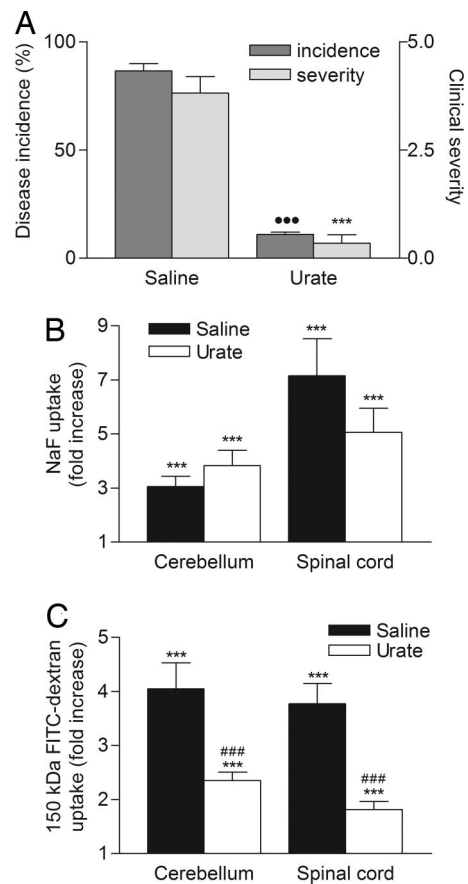 A
Disease incidence (%)
100
50
0
incidence
severity
5.0
2.5
0.0
Clinical severity
●●●
***
Saline
Urate
B
NaF uptake
(fold increase)
9
7
5
3
1
Saline
Urate
***
***
***
***
Cerebellum
Spinal cord
C
150 kDa FITC-dextran
uptake (fold increase)
5
4
3
2
1
Saline
Urate
***
###
***
***
###
***
Cerebellum
Spinal cord